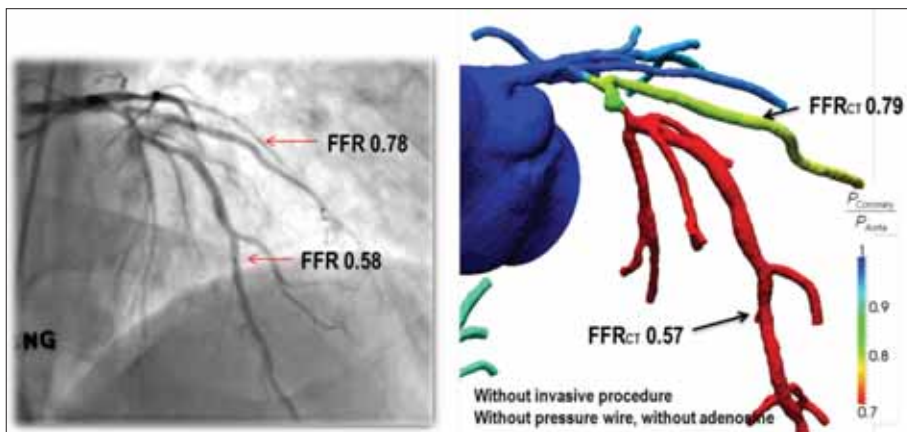 FFR 0.78
FFR 0.58
NG
FFRCT 0.79
PCoronary
PAorta
1
0.9
0.8
0.7
FFRCT 0.57
Without invasive procedure
Without pressure wire, without adenosine